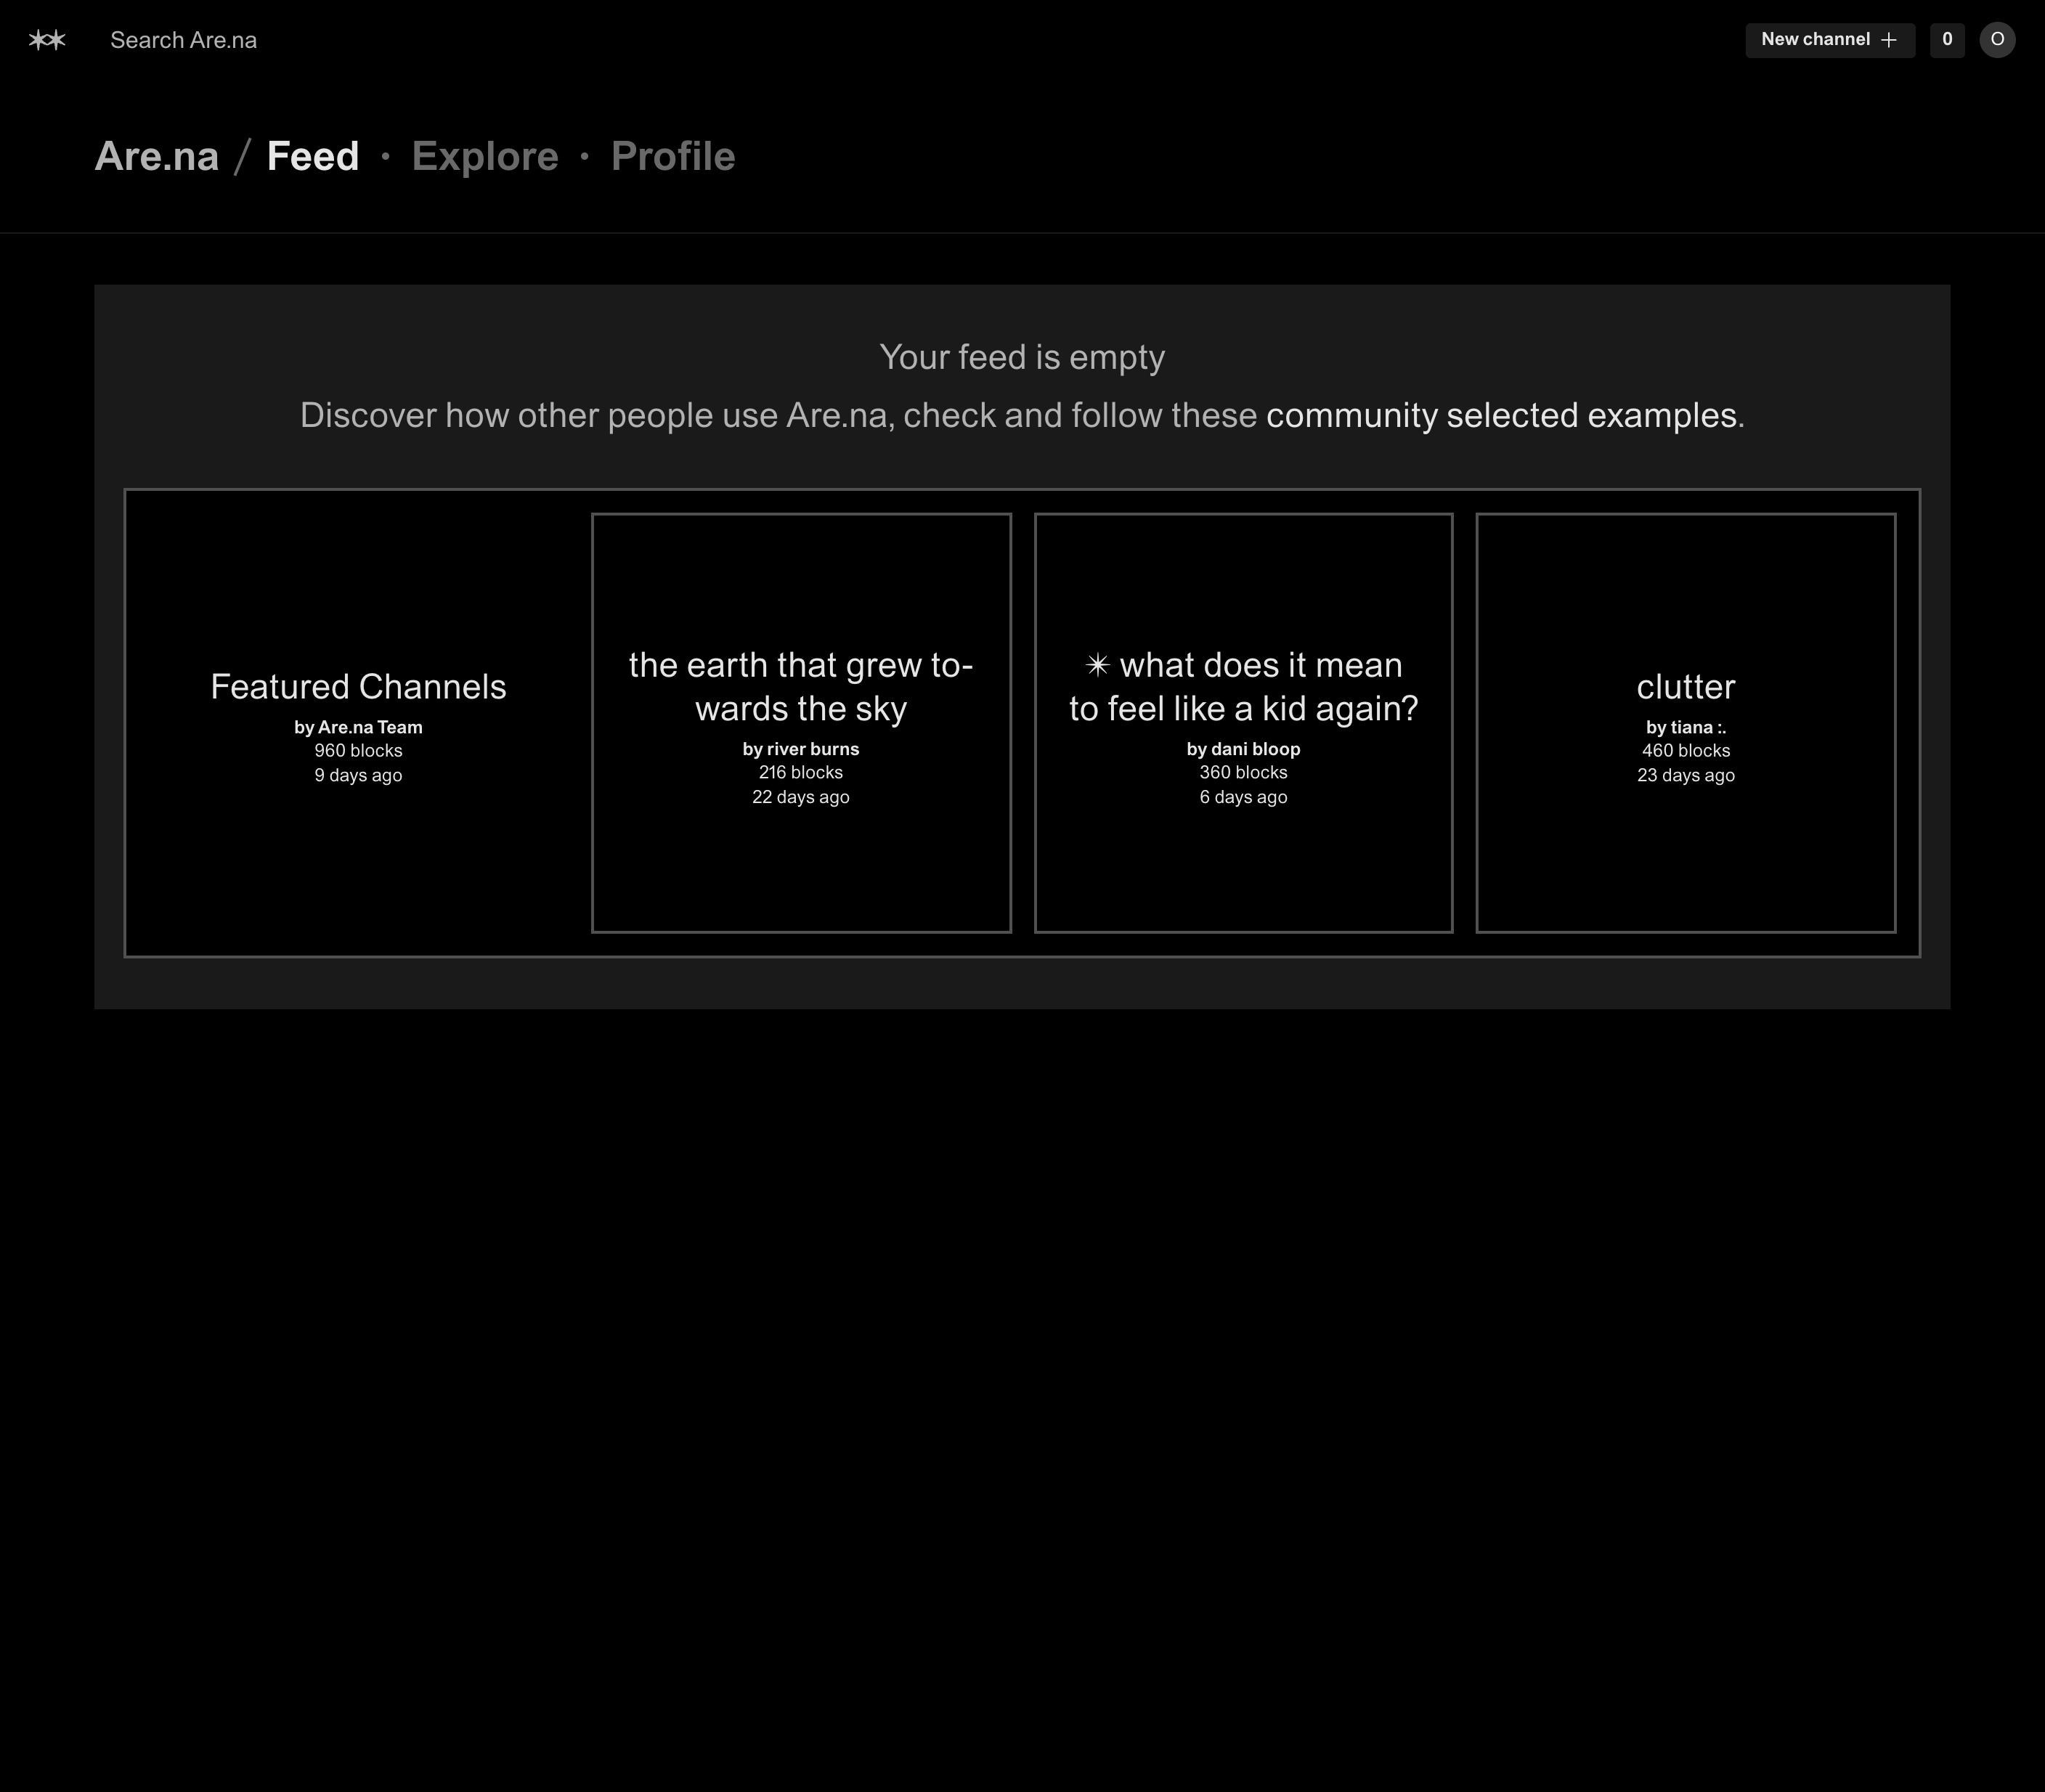 Search Are.na
New channel +
0
O
Are.na / Feed · Explore · Profile
Your feed is empty
Discover how other people use Are.na, check and follow these community selected examples.
Featured Channels
by Are.na Team
960 blocks
9 days ago
the earth that grew to-
wards the sky
by river burns
216 blocks
22 days ago
✴ what does it mean
to feel like a kid again?
by dani bloop
360 blocks
6 days ago
clutter
by tiana :.
460 blocks
23 days ago